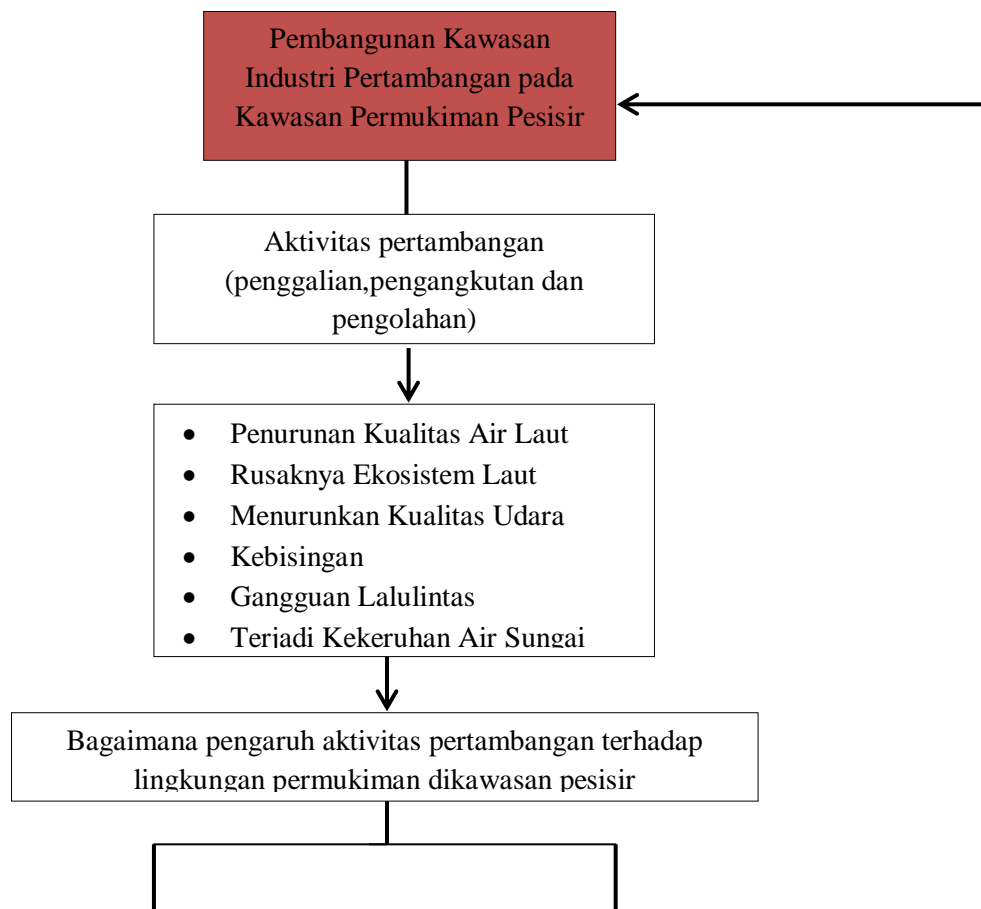 Pembangunan Kawasan
Industri Pertambangan pada
Kawasan Permukiman Pesisir
Aktivitas pertambangan
(penggalian,pengangkutan dan
pengolahan)
• Penurunan Kualitas Air Laut
• Rusaknya Ekosistem Laut
• Menurunkan Kualitas Udara
• Kebisingan
• Gangguan Lalulintas
• Terjadi Kekeruhan Air Sungai
Bagaimana pengaruh aktivitas pertambangan terhadap
lingkungan permukiman dikawasan pesisir